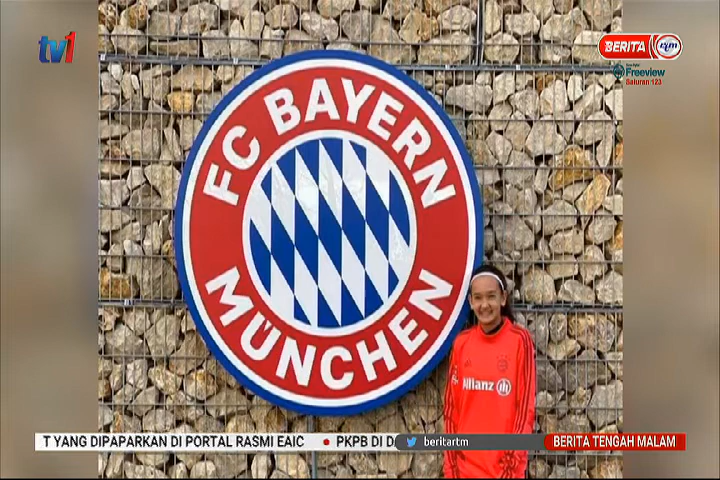 tv1
BERITA rtm
Freeview
Saluran 123
FC BAYERN
MÜNCHEN
Allianz
T YANG DIPAPARKAN DI PORTAL RASMI EAIC • PKPB DI D
beritartm
BERITA TENGAH MALAM